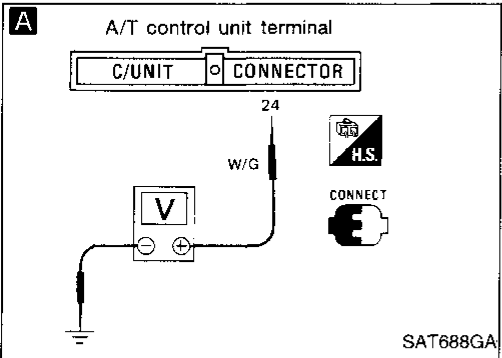 A
A/T control unit terminal
C/UNIT CONNECTOR
24
W/G
H.S.
CONNECT
V
− +
SAT688GA